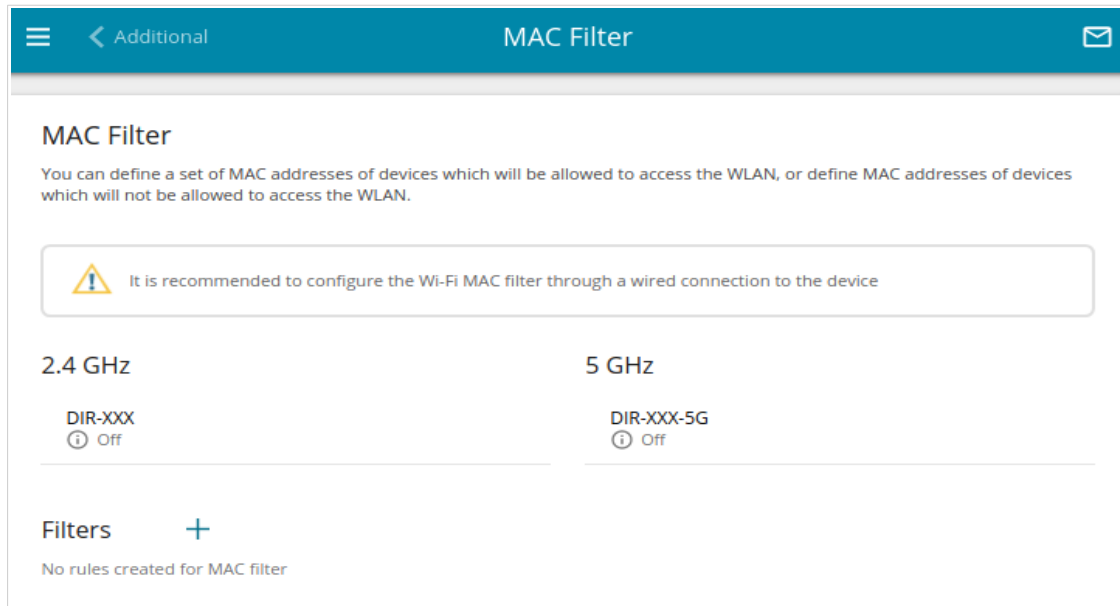 Additional
MAC Filter
MAC Filter
You can define a set of MAC addresses of devices which will be allowed to access the WLAN, or define MAC addresses of devices
which will not be allowed to access the WLAN.
It is recommended to configure the Wi-Fi MAC filter through a wired connection to the device
2.4 GHz
5 GHz
DIR-XXX
Off
DIR-XXX-5G
Off
Filters
No rules created for MAC filter